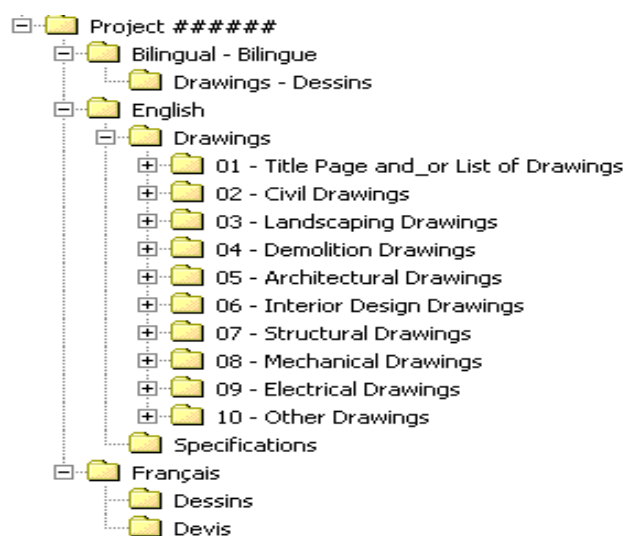 Project ######
Bilingual - Bilingue
Drawings - Dessins
English
Drawings
01 - Title Page and_or List of Drawings
02 - Civil Drawings
03 - Landscaping Drawings
04 - Demolition Drawings
05 - Architectural Drawings
06 - Interior Design Drawings
07 - Structural Drawings
08 - Mechanical Drawings
09 - Electrical Drawings
10 - Other Drawings
Specifications
Français
Dessins
Devis